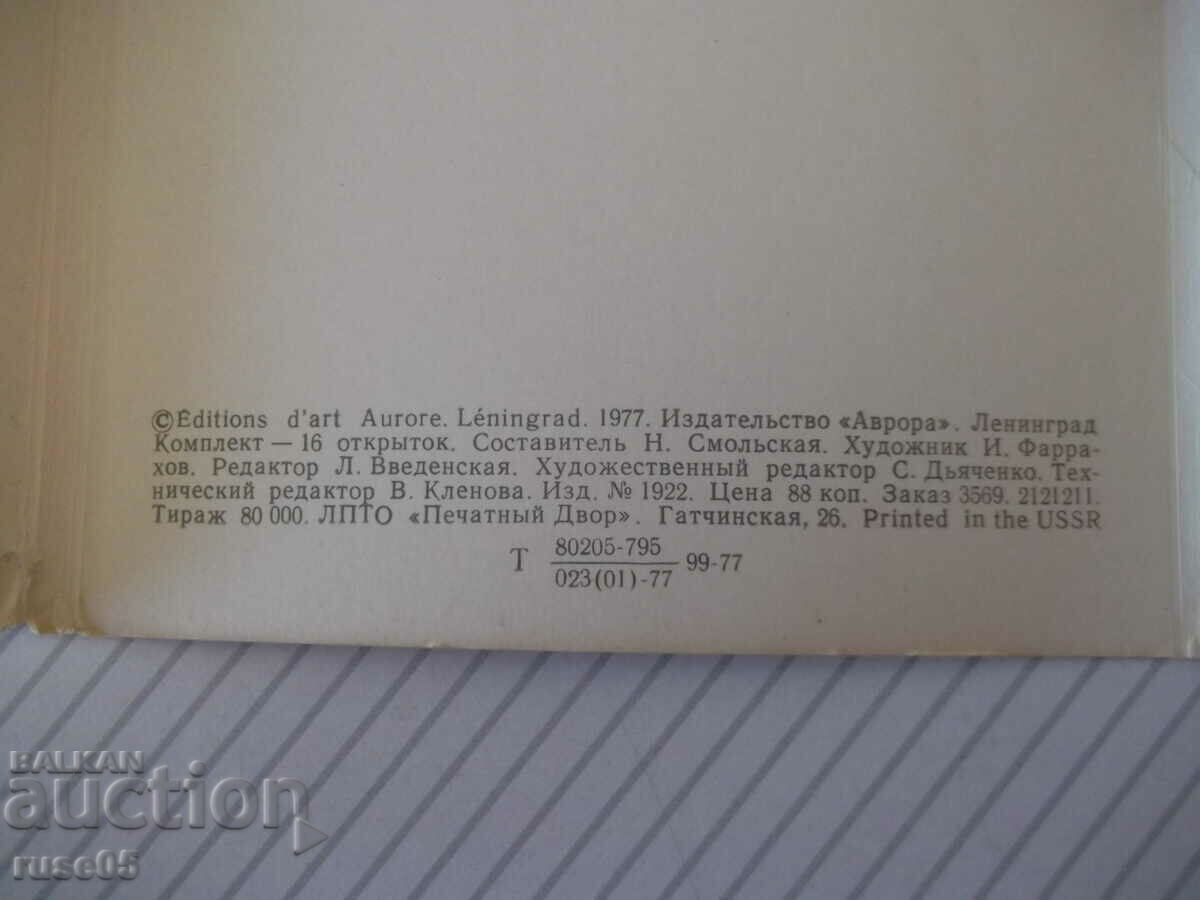 ©Éditions d'art Aurore. Léningrad. 1977. Издательство «Аврора». Ленинград
Комплект — 16 открыток. Составитель Н. Смольская. Художник И. Фарра-
хов. Редактор Л. Введенская. Художественный редактор С. Дьяченко. Тех-
нический редактор В. Кленова. Изд. № 1922. Цена 88 коп. Заказ 3569. 2121211.
Тираж 80 000. ЛПТО «Печатный Двор». Гатчинская, 26. Printed in the USSR
80205-795
Т 99-77
023(01)-77
BALKAN
auction
ruse05